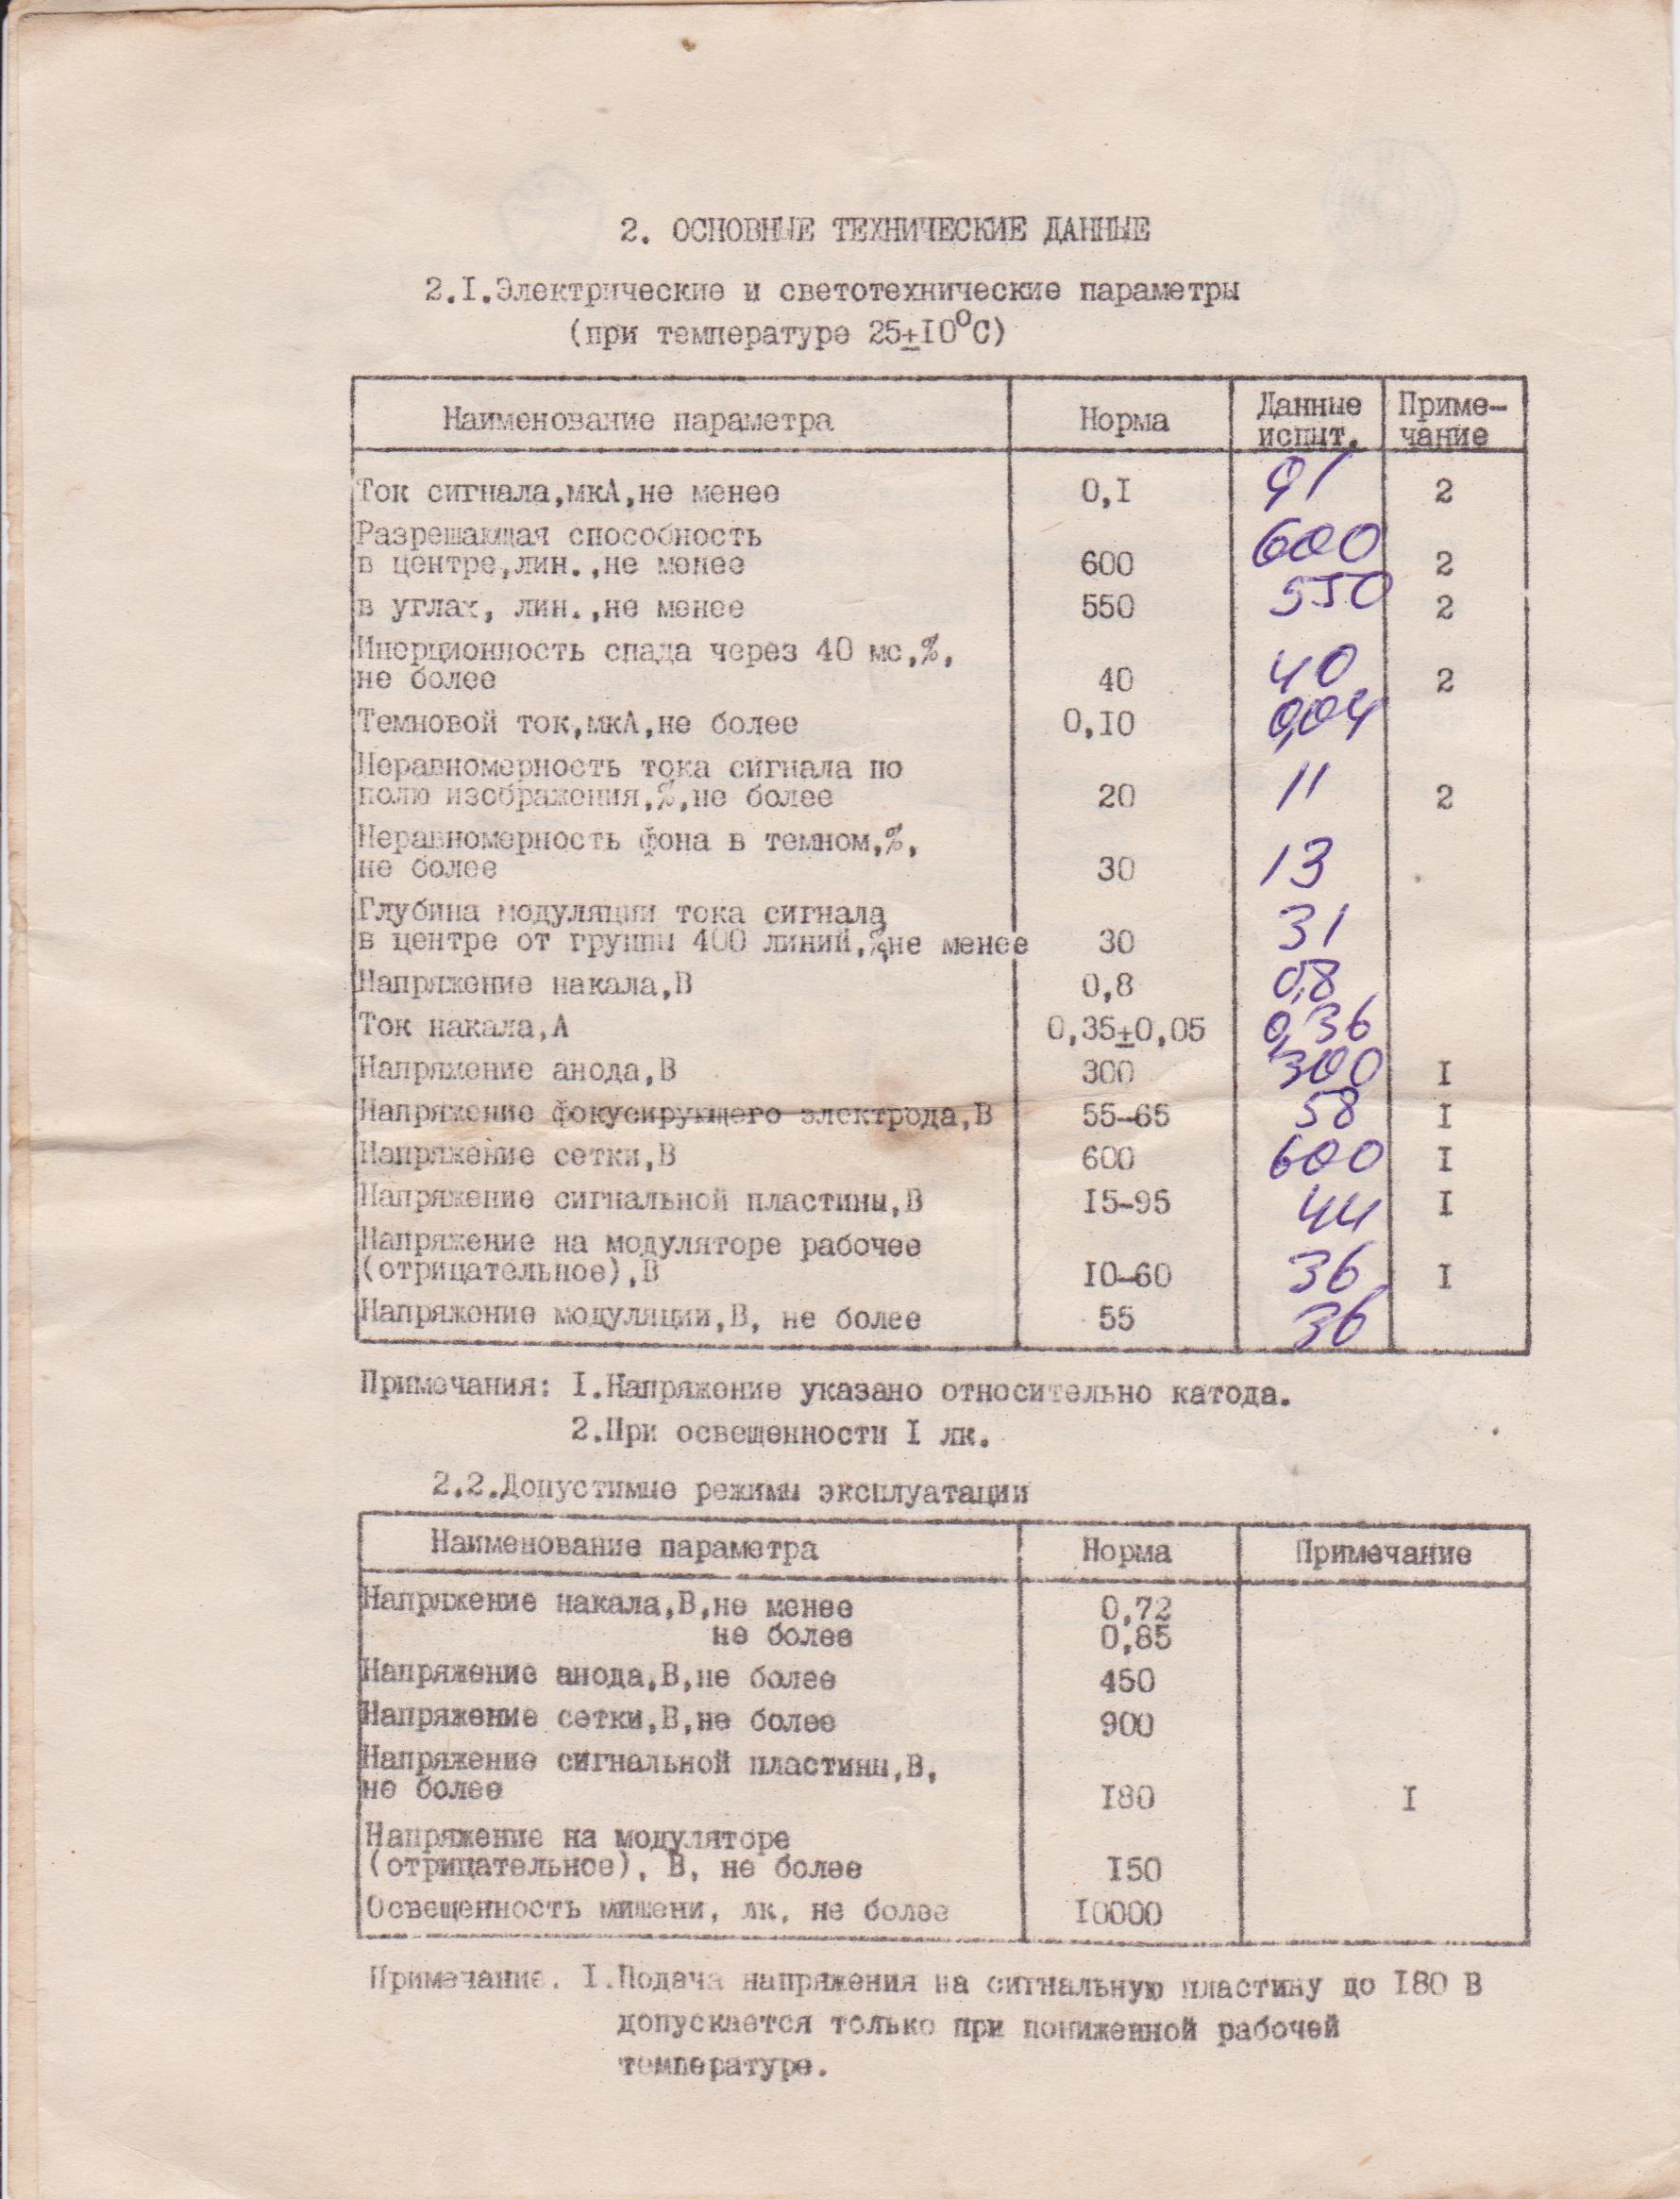 2. ОСНОВНЫЕ ТЕХНИЧЕСКИЕ ДАННЫЕ
2.I.Электрические и светотехнические параметры
(при температуре 25±I0°С)
Наименование параметра Норма Данные испыт. Приме-чание
Ток сигнала,мкА,не менее 0,I 0,1 2
Разрешающая способность
в центре,лин.,не менее 600 600 2
в углах, лин.,не менее 550 550 2
Инерционность спада через 40 мс,%,
не более 40 40 2
Темновой ток,мкА,не более 0,I0 0,04
Неравномерность тока сигнала по
полю изображения,%,не более 20 11 2
Неравномерность фона в темном,%,
не более 30 13
Глубина модуляции тока сигнала
в центре от группы 400 линий,%,не менее 30 31
Напряжение накала,В 0,8 0,8
Ток накала,А 0,35±0,05 0,36
Напряжение анода,В 300 300 I
Напряжение фокусирующего электрода,В 55-65 58 I
Напряжение сетки,В 600 600 I
Напряжение сигнальной пластины,В I5-95 44 I
Напряжение на модуляторе рабочее
(отрицательное),В I0-60 36 I
Напряжение модуляции,В, не более 55 36
Примечания: I.Напряжение указано относительно катода.
2.При освещенности I лк.
2.2.Допустимые режимы эксплуатации
Наименование параметра Норма Примечание
Напряжение накала,В,не менее 0,72
не более 0,85
Напряжение анода,В,не более 450
Напряжение сетки,В,не более 900
Напряжение сигнальной пластины,В,
не более I80 I
Напряжение на модуляторе
(отрицательное), В, не более I50
Освещенность мишени, лк, не более I0000
Примечание. I.Подача напряжения на сигнальную пластину до I80 В
допускается только при пониженной рабочей
температуре.